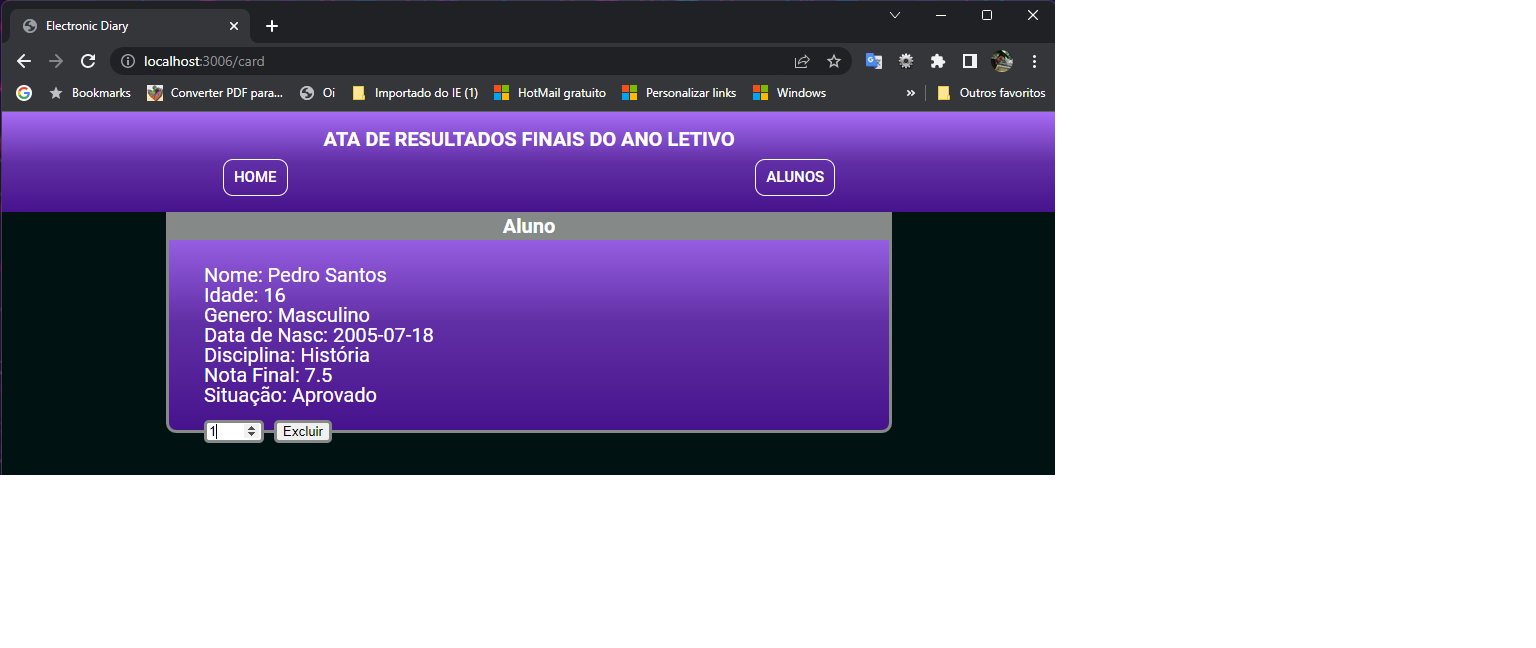 Electronic Diary
localhost:3006/card
Bookmarks Converter PDF para... Oi Importado do IE (1) HotMail gratuito Personalizar links Windows » Outros favoritos
ATA DE RESULTADOS FINAIS DO ANO LETIVO
HOME ALUNOS
Aluno
Nome: Pedro Santos
Idade: 16
Genero: Masculino
Data de Nasc: 2005-07-18
Disciplina: História
Nota Final: 7.5
Situação: Aprovado
1 Excluir